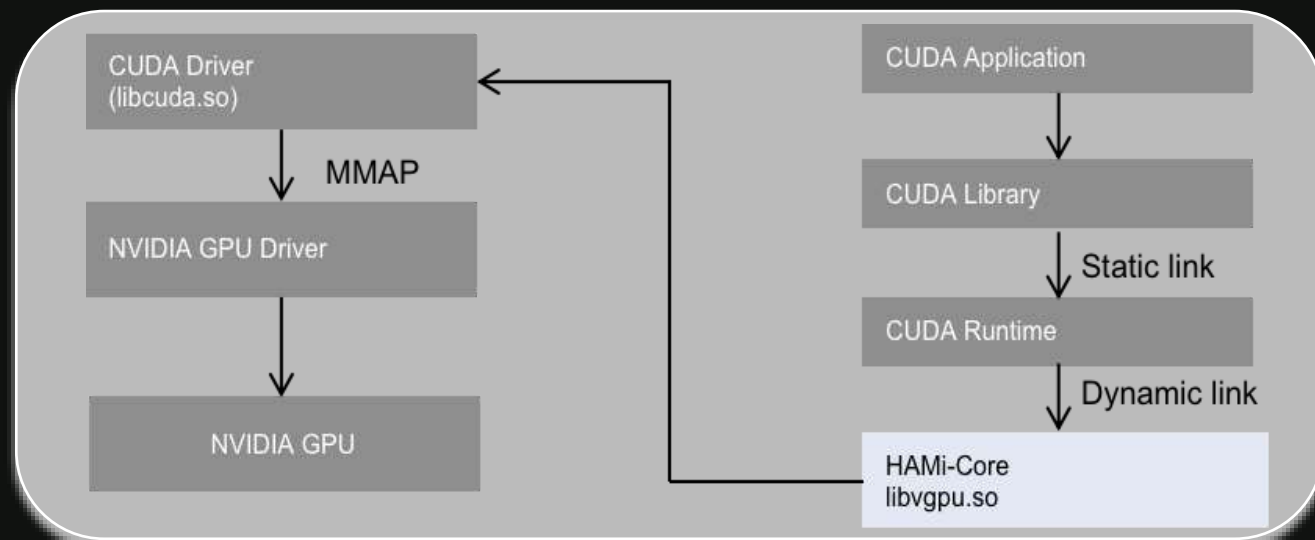 CUDA Driver
(libcuda.so)
MMAP
NVIDIA GPU Driver
NVIDIA GPU
CUDA Application
CUDA Library
Static link
CUDA Runtime
Dynamic link
HAMi-Core
libvgpu.so